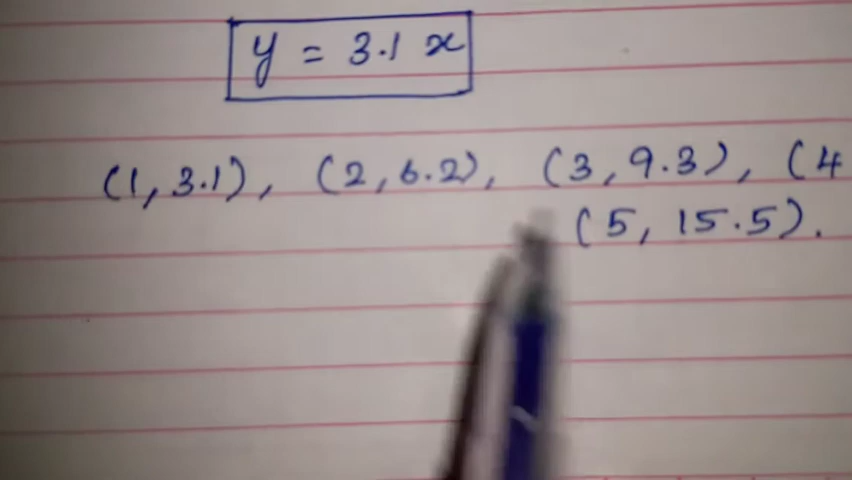 y = 3.1 x
(1, 3.1), (2, 6.2), (3, 9.3), (4
(5, 15.5).